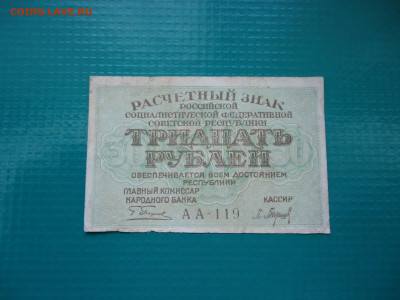 COINS.LAVE.RU
РАСЧЕТНЫЙ ЗНАК
РОССИЙСКОЙ
СОЦИАЛИСТИЧЕСКОЙ ФЕДЕРАТИВНОЙ
СОВЕТСКОЙ РЕСПУБЛИКИ
ТРИДЦАТЬ
РУБЛЕЙ
ОБЕСПЕЧИВАЕТСЯ ВСЕМ ДОСТОЯНИЕМ
РЕСПУБЛИКИ
ГЛАВНЫЙ КОМИССАР
НАРОДНОГО БАНКА
КАССИР
АА-119